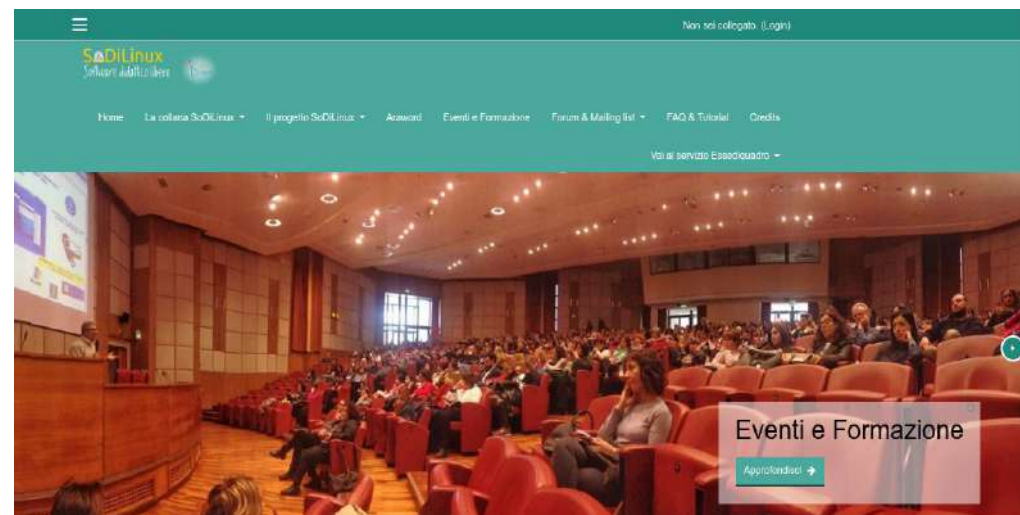 Non sei collegato. (Login)
SoDiLinux
Software didattico libero
Home La collana SoDiLinux Il progetto SoDiLinux Araword Eventi e Formazione Forum & Mailing list FAQ & Tutorial Credits
Vai al servizio Essediquadro
Eventi e Formazione
Approfondisci